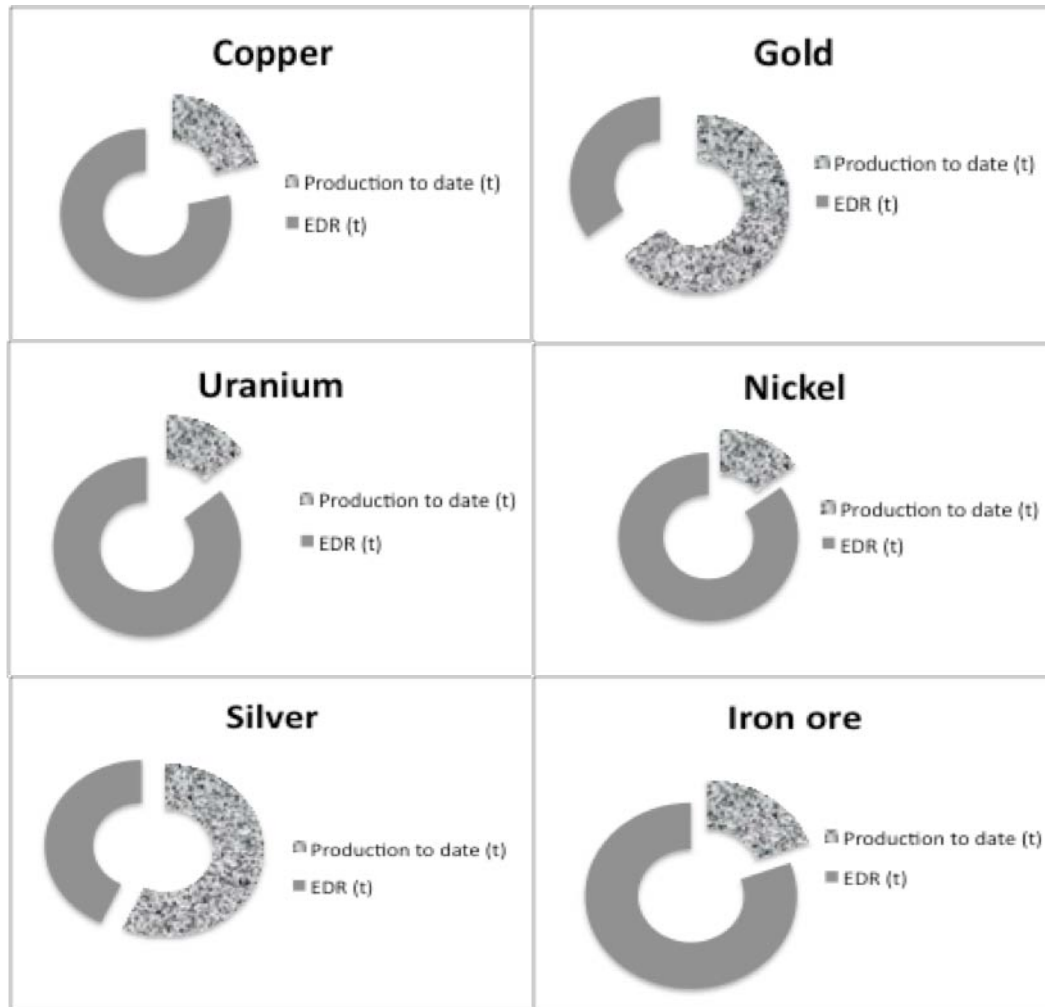 Copper
Production to date (t)
EDR (t)
Gold
Production to date (t)
EDR (t)
Uranium
Production to date (t)
EDR (t)
Nickel
Production to date (t)
EDR (t)
Silver
Production to date (t)
EDR (t)
Iron ore
Production to date (t)
EDR (t)